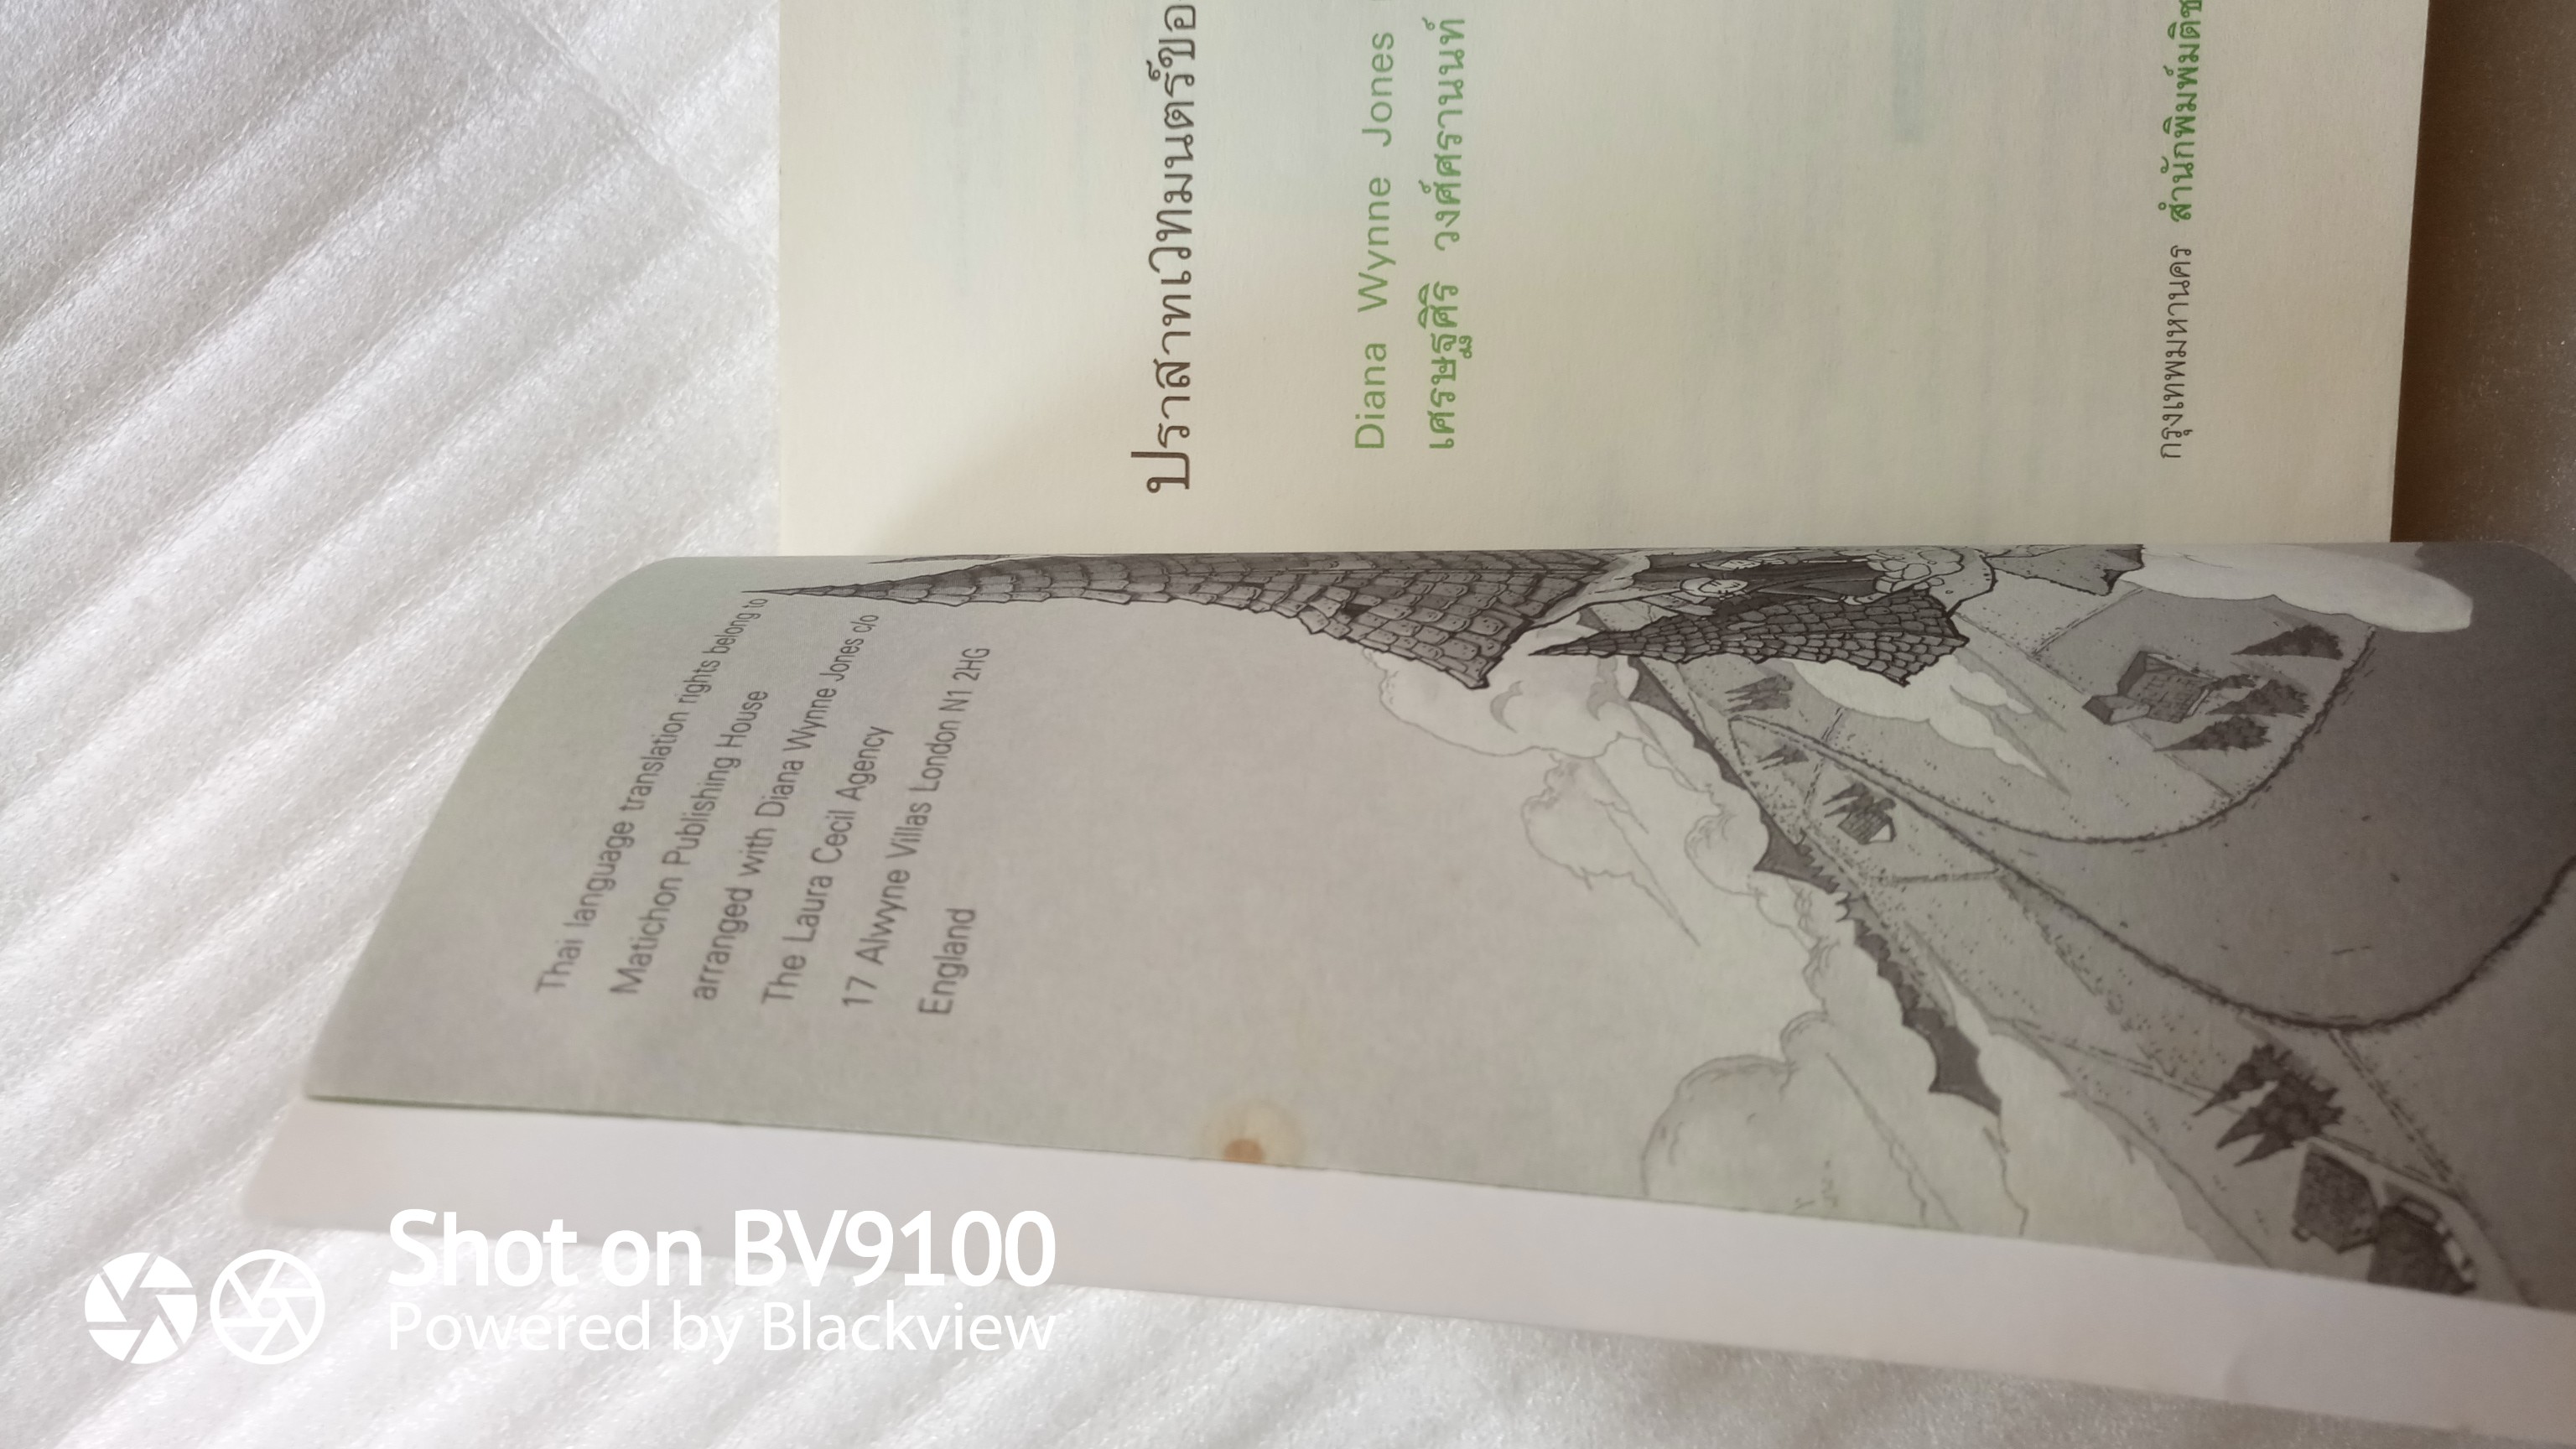 Thai language translation rights belong to
Matichon Publishing House
arranged with Diana Wynne Jones c/o
The Laura Cecil Agency
17 Alwyne Villas London N1 2HG
England
ปราสาทเวทมนตร์ขอ
Diana Wynne Jones
เศรษฐศิริ วงศ์ศรานนท์
กรุงเทพมหานคร สำนักพิมพ์มติช
Shot on BV9100
Powered by Blackview